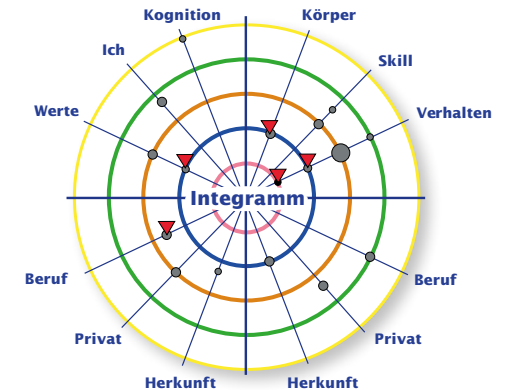 Kognition
Körper
Ich
Skill
Werte
Verhalten
Integramm
Beruf
Beruf
Privat
Privat
Herkunft
Herkunft